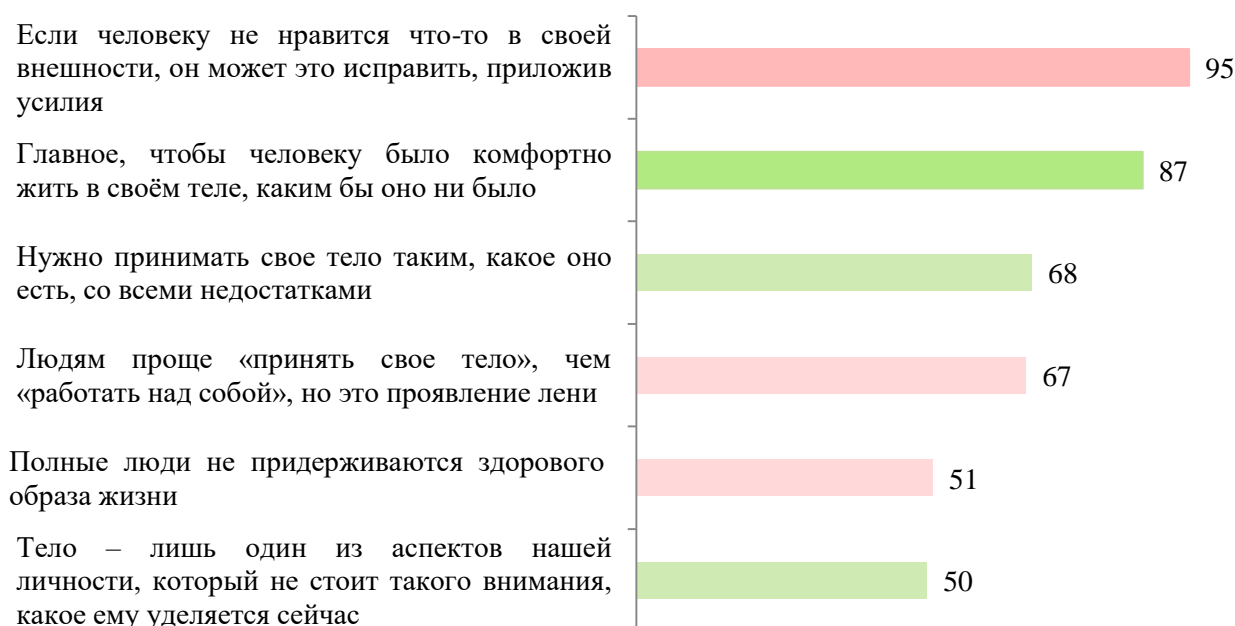 Если человеку не нравится что-то в своей
внешности, он может это исправить, приложив
усилия
95
Главное, чтобы человеку было комфортно
жить в своём теле, каким бы оно ни было
87
Нужно принимать свое тело таким, какое оно
есть, со всеми недостатками
68
Людям проще «принять свое тело», чем
«работать над собой», но это проявление лени
67
Полные люди не придерживаются здорового
образа жизни
51
Тело – лишь один из аспектов нашей
личности, который не стоит такого внимания,
какое ему уделяется сейчас
50